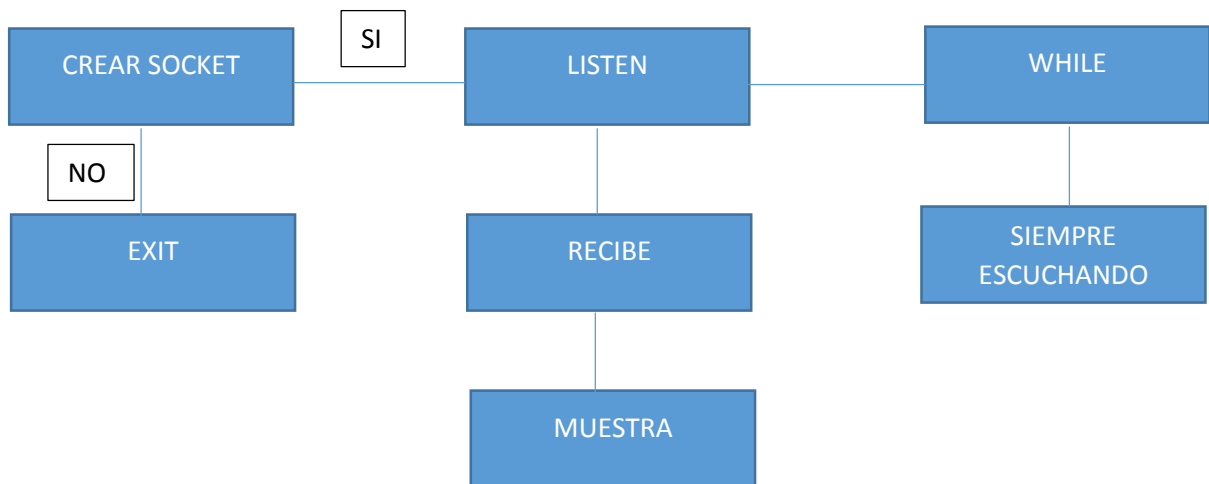 SI
CREAR SOCKET
LISTEN
WHILE
NO
EXIT
RECIBE
SIEMPRE
ESCUCHANDO
MUESTRA